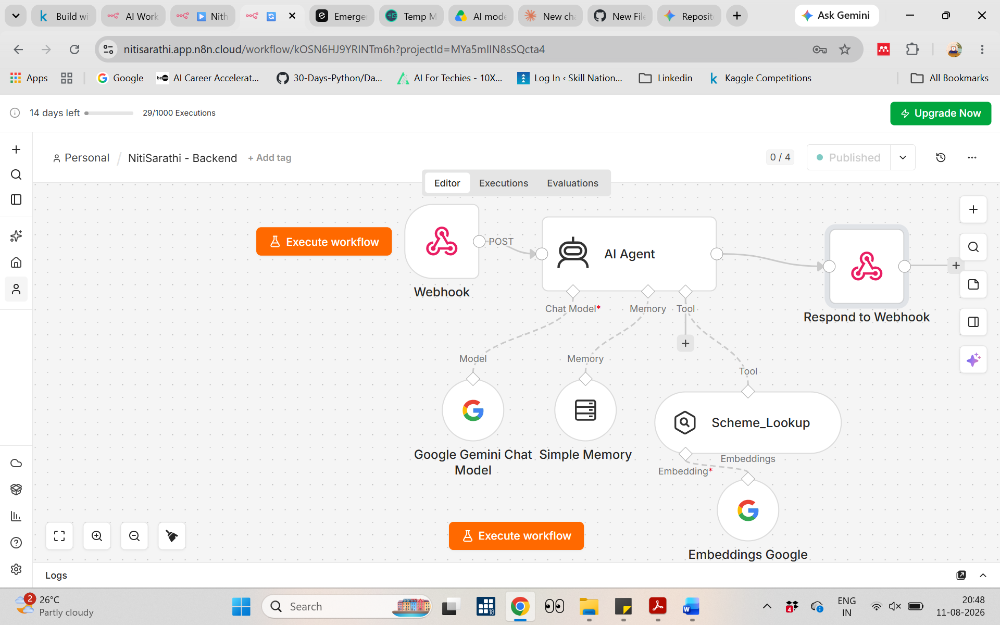 Build wi
AI Work
Nith
Emerge
Temp M
AI mode
New cha
New File
Reposit
Ask Gemini
nitisarathi.app.n8n.cloud/workflow/kOSN6HJ9YRINTm6h?projectId=MYa5mlIN8sSQcta4
Apps
Google
be10x
AI Career Accelerat...
30-Days-Python/Da...
AI For Techies - 10X...
Log In ‹ Skill Nation...
Linkedin
Kaggle Competitions
All Bookmarks
14 days left
29/1000 Executions
Upgrade Now
Personal / NitiSarathi - Backend + Add tag
0 / 4
Published
Editor
Executions
Evaluations
Execute workflow
POST
AI Agent
Webhook
Chat Model*
Memory
Tool
Respond to Webhook
Model
Memory
Tool
Scheme_Lookup
Google Gemini Chat
Model
Simple Memory
Embeddings
Embedding*
Execute workflow
Embeddings Google
Logs
2
26°C
Partly cloudy
Search
18
4
ENG
IN
20:48
11-08-2026